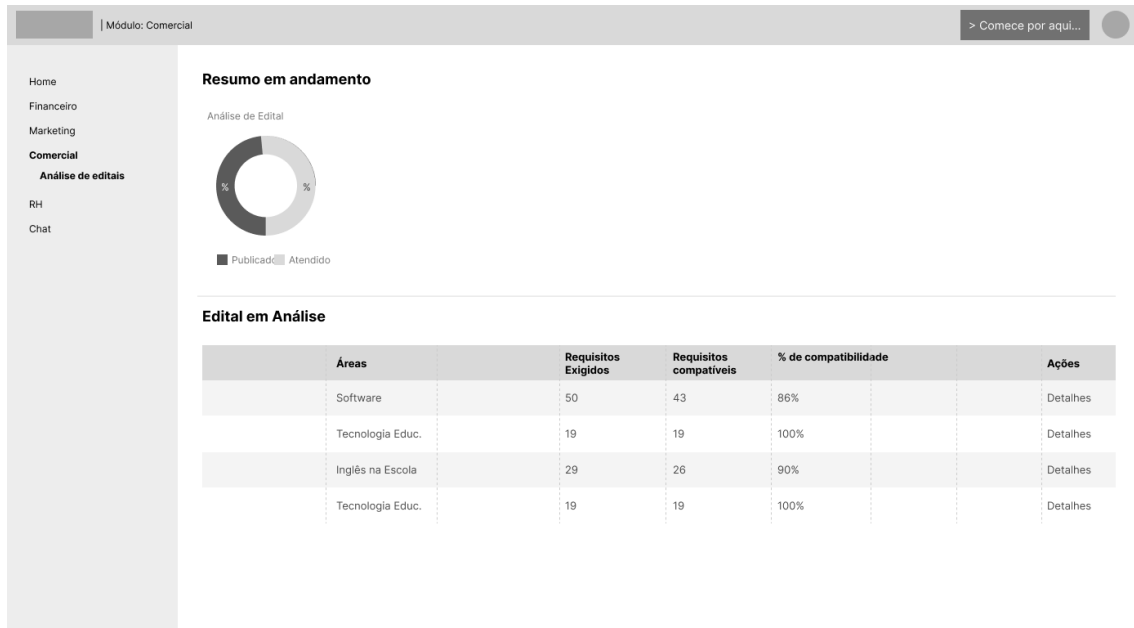 | Módulo: Comercial
> Comece por aqui...
Home
Financeiro
Marketing
Comercial
Análise de editais
RH
Chat
Resumo em andamento
Análise de Edital
% %
Publicado Atendido
Edital em Análise
Áreas Requisitos Exigidos Requisitos compatíveis % de compatibilidade Ações
Software 50 43 86% Detalhes
Tecnologia Educ. 19 19 100% Detalhes
Inglês na Escola 29 26 90% Detalhes
Tecnologia Educ. 19 19 100% Detalhes